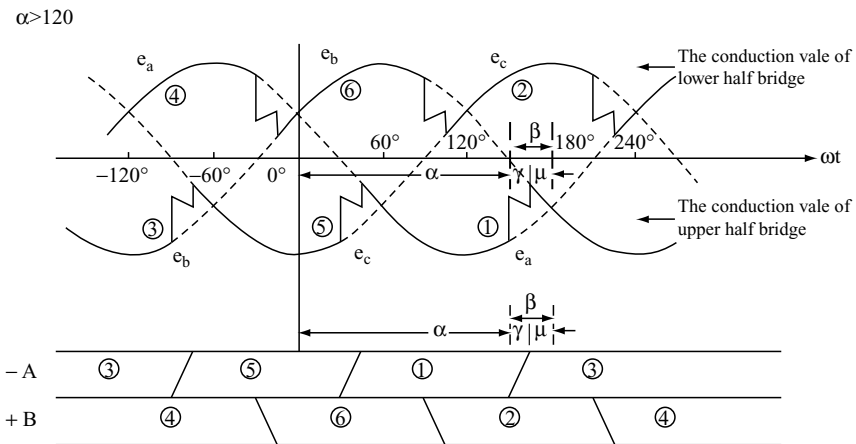 α>120
e_a
e_b
e_c
The conduction vale of
lower half bridge
④
⑥
②
60°
120°
β
180°
240°
ωt
−120°
−60°
0°
α
γ
μ
The conduction vale of
upper half bridge
③
⑤
①
e_b
e_c
e_a
β
α
γ
μ
− A
③
⑤
①
③
+ B
④
⑥
②
④